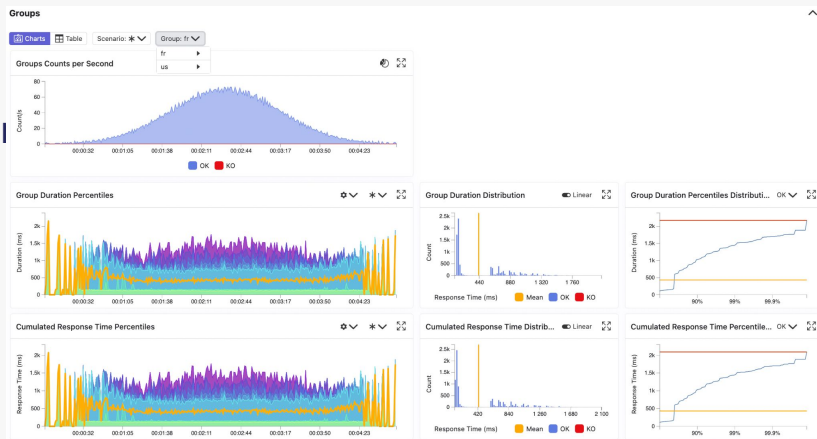 Groups
Charts Table Scenario: * Group: fr
fr
us
Groups Counts per Second
80
60
40
20
0
Count/s
00:00:32 00:01:05 00:01:38 00:02:11 00:02:44 00:03:17 00:03:50 00:04:23
OK KO
Group Duration Percentiles *
2k
1.5k
1k
500
0
Duration (ms)
00:00:32 00:01:05 00:01:38 00:02:11 00:02:44 00:03:17 00:03:50 00:04:23
Group Duration Distribution Linear
2.5k
2k
1.5k
1k
500
0
Count
440 880 1 320 1 760
Response Time (ms) Mean OK KO
Group Duration Percentiles Distributi... OK
2k
1.5k
1k
500
0
Duration (ms)
90% 99% 99.9%
Cumulated Response Time Percentiles *
2k
1.5k
1k
500
0
Response Time (ms)
00:00:32 00:01:05 00:01:38 00:02:11 00:02:44 00:03:17 00:03:50 00:04:23
Cumulated Response Time Distrib... Linear
2.5k
2k
1.5k
1k
500
0
Count
420 840 1 260 1 680 2 100
Response Time (ms) Mean OK KO
Cumulated Response Time Percentile... OK
2k
1.5k
1k
500
0
Response Time (ms)
90% 99% 99.9%